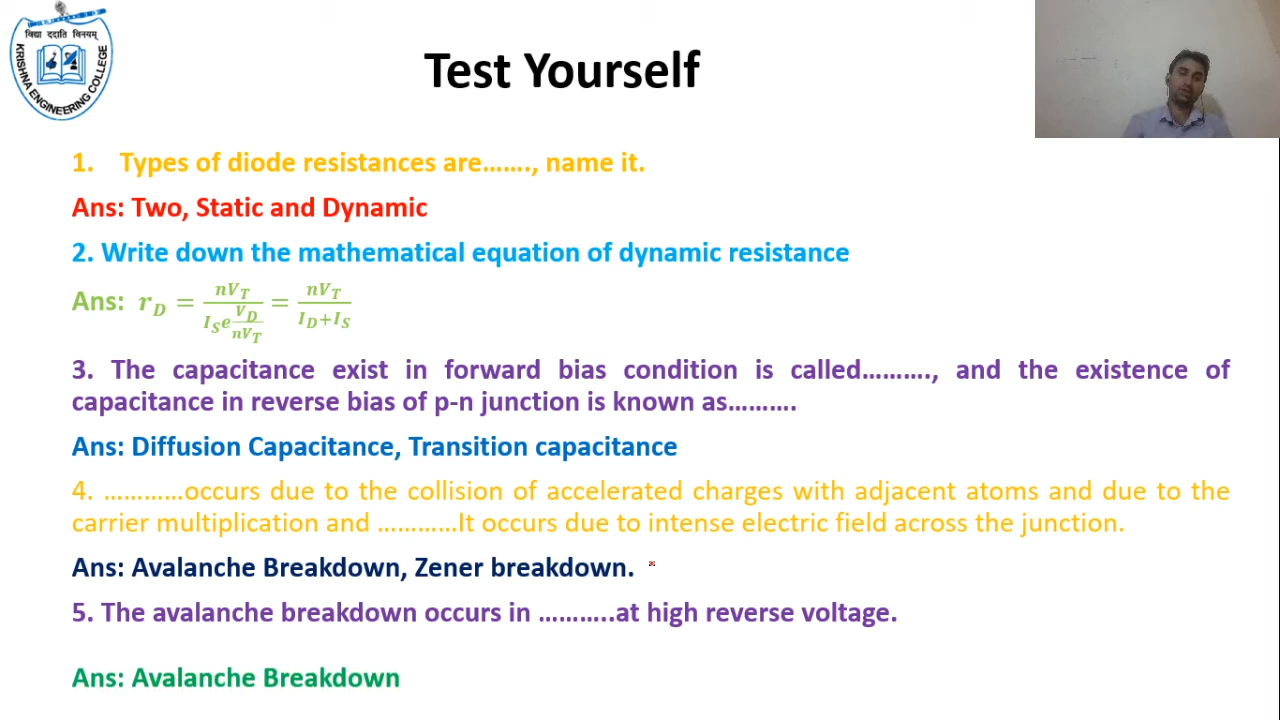 विद्या ददाति विनयम्
KRISHNA ENGINEERING COLLEGE
Test Yourself
1. Types of diode resistances are……., name it.
Ans: Two, Static and Dynamic
2. Write down the mathematical equation of dynamic resistance
Ans: r_D = nV_T / (I_S e^(V_D / nV_T)) = nV_T / (I_D+I_S)
3. The capacitance exist in forward bias condition is called………., and the existence of
capacitance in reverse bias of p-n junction is known as……….
Ans: Diffusion Capacitance, Transition capacitance
4. …………occurs due to the collision of accelerated charges with adjacent atoms and due to the
carrier multiplication and …………It occurs due to intense electric field across the junction.
Ans: Avalanche Breakdown, Zener breakdown.
5. The avalanche breakdown occurs in ………..at high reverse voltage.
Ans: Avalanche Breakdown